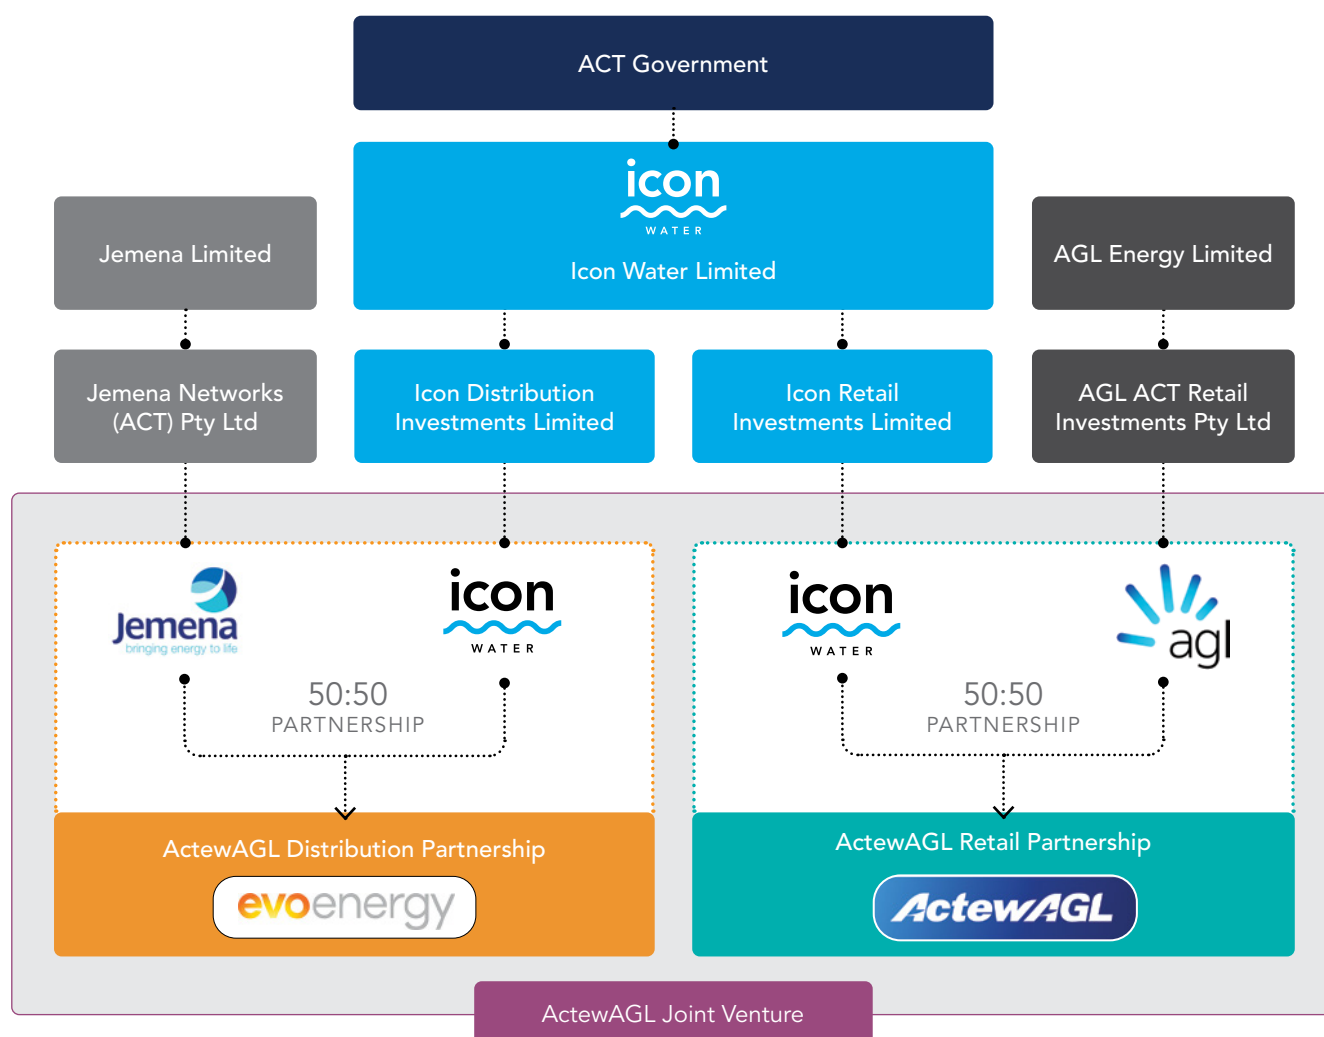 ACT Government
icon
WATER
Icon Water Limited
Jemena Limited
AGL Energy Limited
Jemena Networks
(ACT) Pty Ltd
Icon Distribution
Investments Limited
Icon Retail
Investments Limited
AGL ACT Retail
Investments Pty Ltd
Jemena
bringing energy to life
icon
WATER
50:50
PARTNERSHIP
icon
WATER
agl
50:50
PARTNERSHIP
ActewAGL Distribution Partnership
evoenergy
ActewAGL Retail Partnership
ActewAGL
ActewAGL Joint Venture